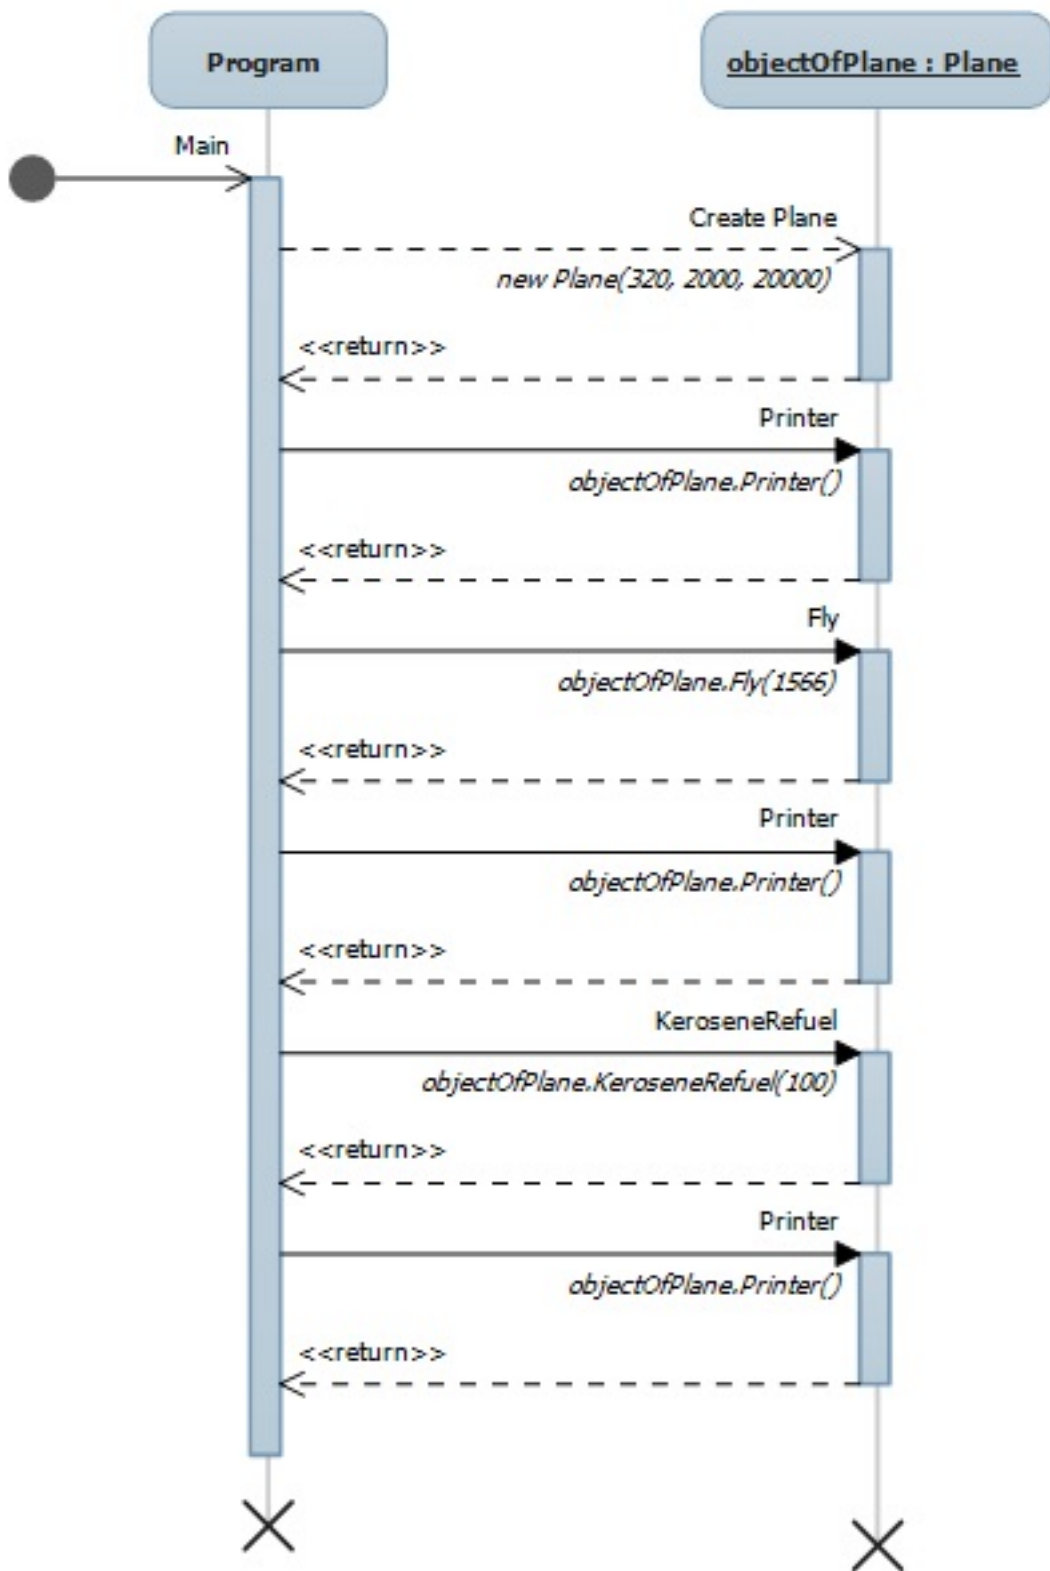 Program
objectOfPlane : Plane
Main
Create Plane
new Plane(320, 2000, 20000)
<<return>>
Printer
objectOfPlane.Printer()
<<return>>
Fly
objectOfPlane.Fly(1566)
<<return>>
Printer
objectOfPlane.Printer()
<<return>>
KeroseneRefuel
objectOfPlane.KeroseneRefuel(100)
<<return>>
Printer
objectOfPlane.Printer()
<<return>>